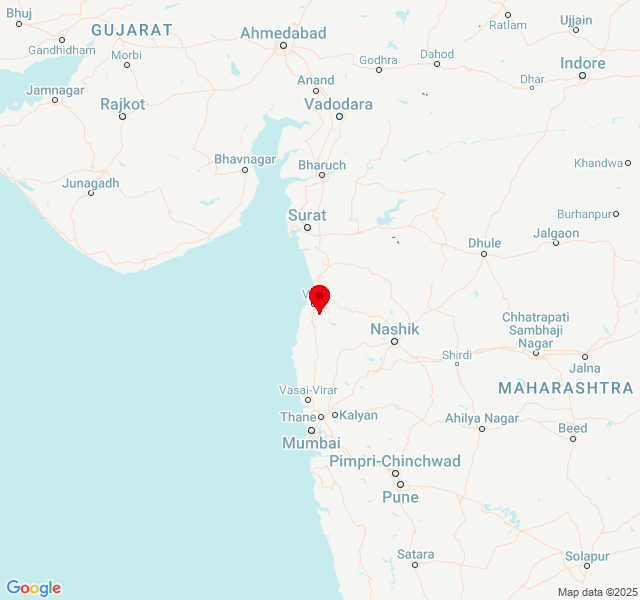 Bhuj
GUJARAT
Ahmedabad
Ratlam
Ujjain
Gandhidham
Morbi
Godhra
Dahod
Indore
Anand
Dhar
Jamnagar
Rajkot
Vadodara
Bhavnagar
Bharuch
Khandwa
Junagadh
Surat
Burhanpur
Dhule
Jalgaon
Chhatrapati
Sambhaji
Nagar
Nashik
Shirdi
Jalna
MAHARASHTRA
Vasai-Virar
Thane
Kalyan
Ahilya Nagar
Mumbai
Beed
Pimpri-Chinchwad
Pune
Satara
Solapur
Google
Map data ©2025